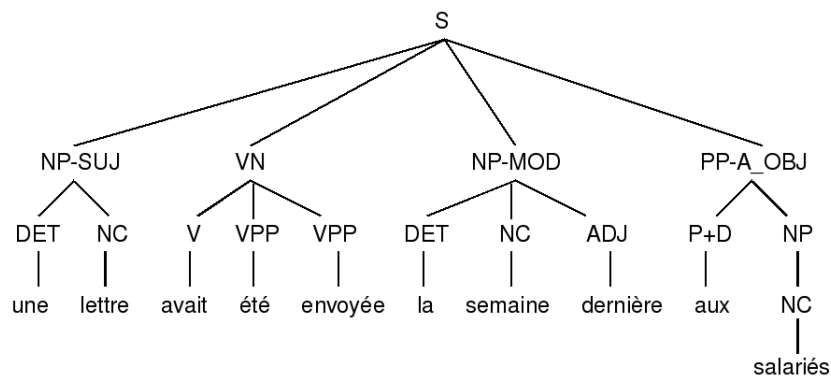 S
NP-SUJ VN NP-MOD PP-A_OBJ
DET NC V VPP VPP DET NC ADJ P+D NP
une lettre avait été envoyée la semaine dernière aux NC
salariés